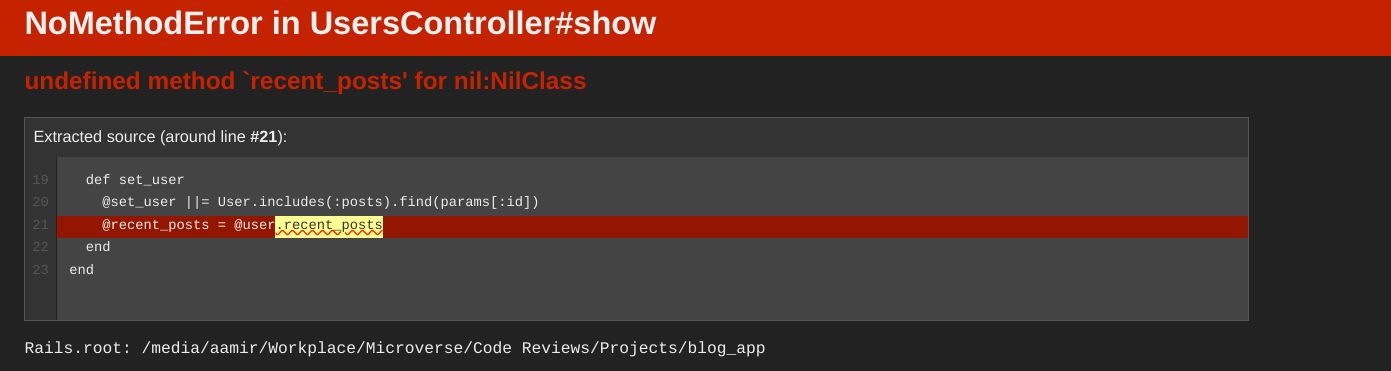 NoMethodError in UsersController#show
undefined method `recent_posts' for nil:NilClass
Extracted source (around line #21):
19 def set_user
20 @set_user ||= User.includes(:posts).find(params[:id])
21 @recent_posts = @user.recent_posts
22 end
23 end
Rails.root: /media/aamir/Workplace/Microverse/Code Reviews/Projects/blog_app